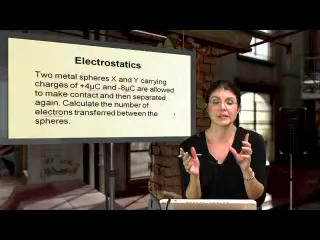 Electrostatics
Two metal spheres X and Y carrying
charges of +4µC and -8µC are allowed
to make contact and then separated
again. Calculate the number of
electrons transferred between the
spheres.